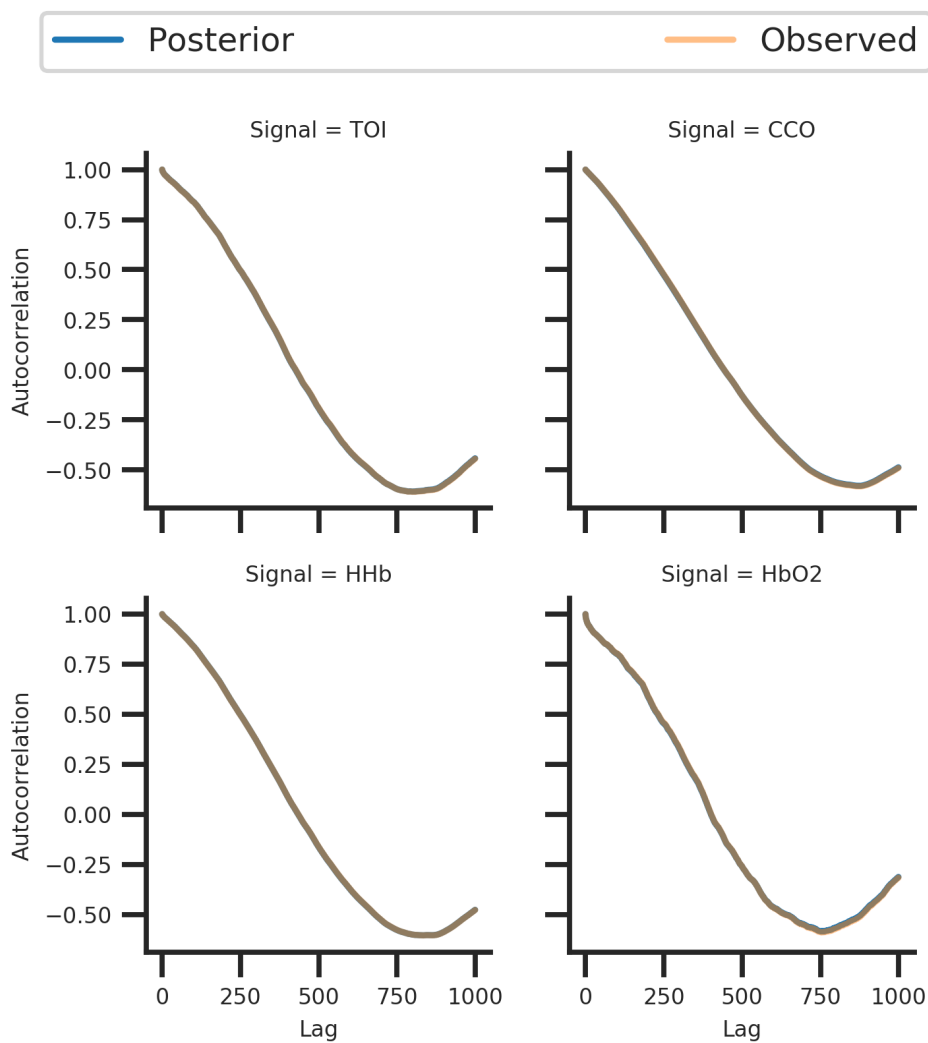 Posterior Observed
Signal = TOI Signal = CCO
1.00
0.75
0.50
0.25
0.00
−0.25
−0.50
Autocorrelation
Signal = HHb Signal = HbO2
1.00
0.75
0.50
0.25
0.00
−0.25
−0.50
Autocorrelation
0 250 500 750 1000 0 250 500 750 1000
Lag Lag